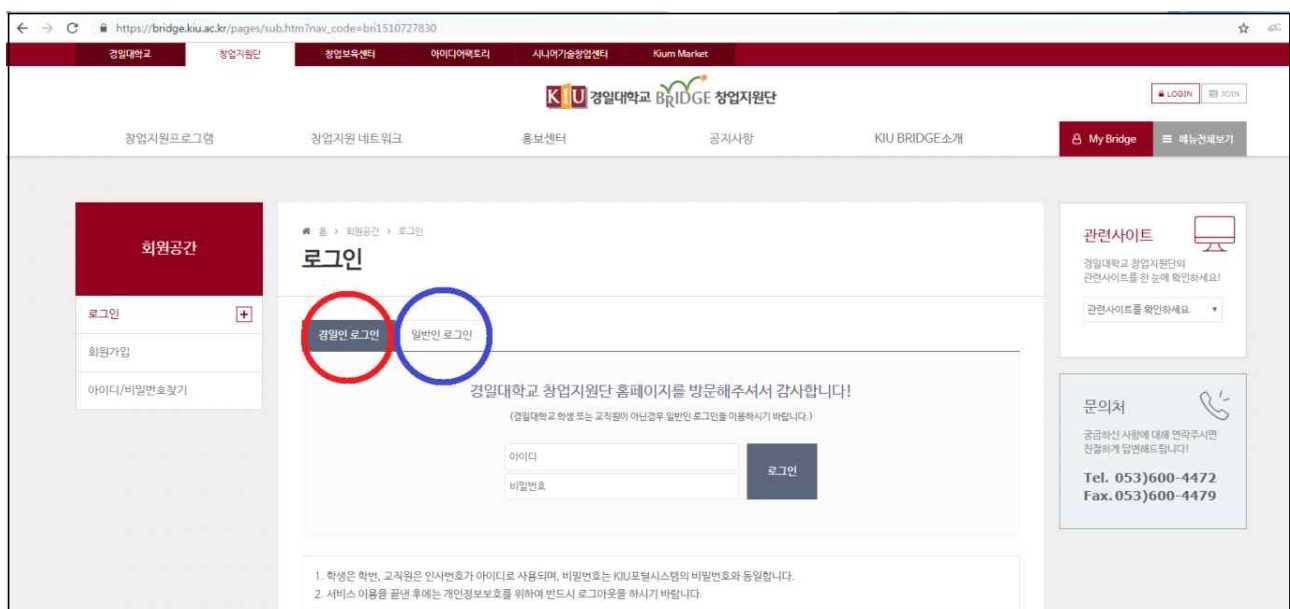 https://bridge.kiu.ac.kr/pages/sub.htm?nav_code=bri1510727830
경일대학교 창업지원단 창업보육센터 아이디어팩토리 시니어기술창업센터 Kium Market
KIU 경일대학교 BRIDGE 창업지원단
LOGIN JOIN
창업지원프로그램 창업지원 네트워크 홍보센터 공지사항 KIU BRIDGE소개 My Bridge 메뉴전체보기
회원공간
로그인
회원가입
아이디/비밀번호찾기
홈 > 회원공간 > 로그인
로그인
경일인 로그인 일반인 로그인
경일대학교 창업지원단 홈페이지를 방문해주셔서 감사합니다!
(경일대학교 학생 또는 교직원이 아닌경우 일반인 로그인을 이용하시기 바랍니다.)
아이디
비밀번호
로그인
1. 학생은 학번, 교직원은 인사번호가 아이디로 사용되며, 비밀번호는 KIU포털시스템의 비밀번호와 동일합니다.
2. 서비스 이용을 끝낸 후에는 개인정보보호를 위하여 반드시 로그아웃을 하시기 바랍니다.
관련사이트
경일대학교 창업지원단의
관련사이트를 한 눈에 확인하세요!
관련사이트를 확인하세요.
문의처
궁금하신 사항에 대해 연락주시면
친절하게 답변해드립니다!
Tel. 053)600-4472
Fax.053)600-4479